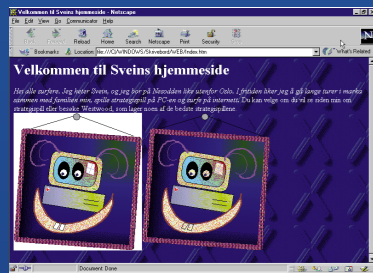 Velkommen til Sveins hjemmeside - Netscape
File Edit View Go Communicator Help
Reload Home Search Netscape Print Security
Bookmarks Location: file:///C|/WINDOWS/Skrivebord/WEB/Index.htm What's Related
Velkommen til Sveins hjemmeside
Hei alle surfere. Jeg heter Svein, og jeg bor på Nesodden like utenfor Oslo. I fritiden liker jeg å gå lange turer i marka
sammen med familien min, spille strategispill på PC-en og surfe på internett. Du kan velge om du vil se siden min om
strategispill eller besøke Westwood, som lager noen af de bedste strategispillene.
Document: Done